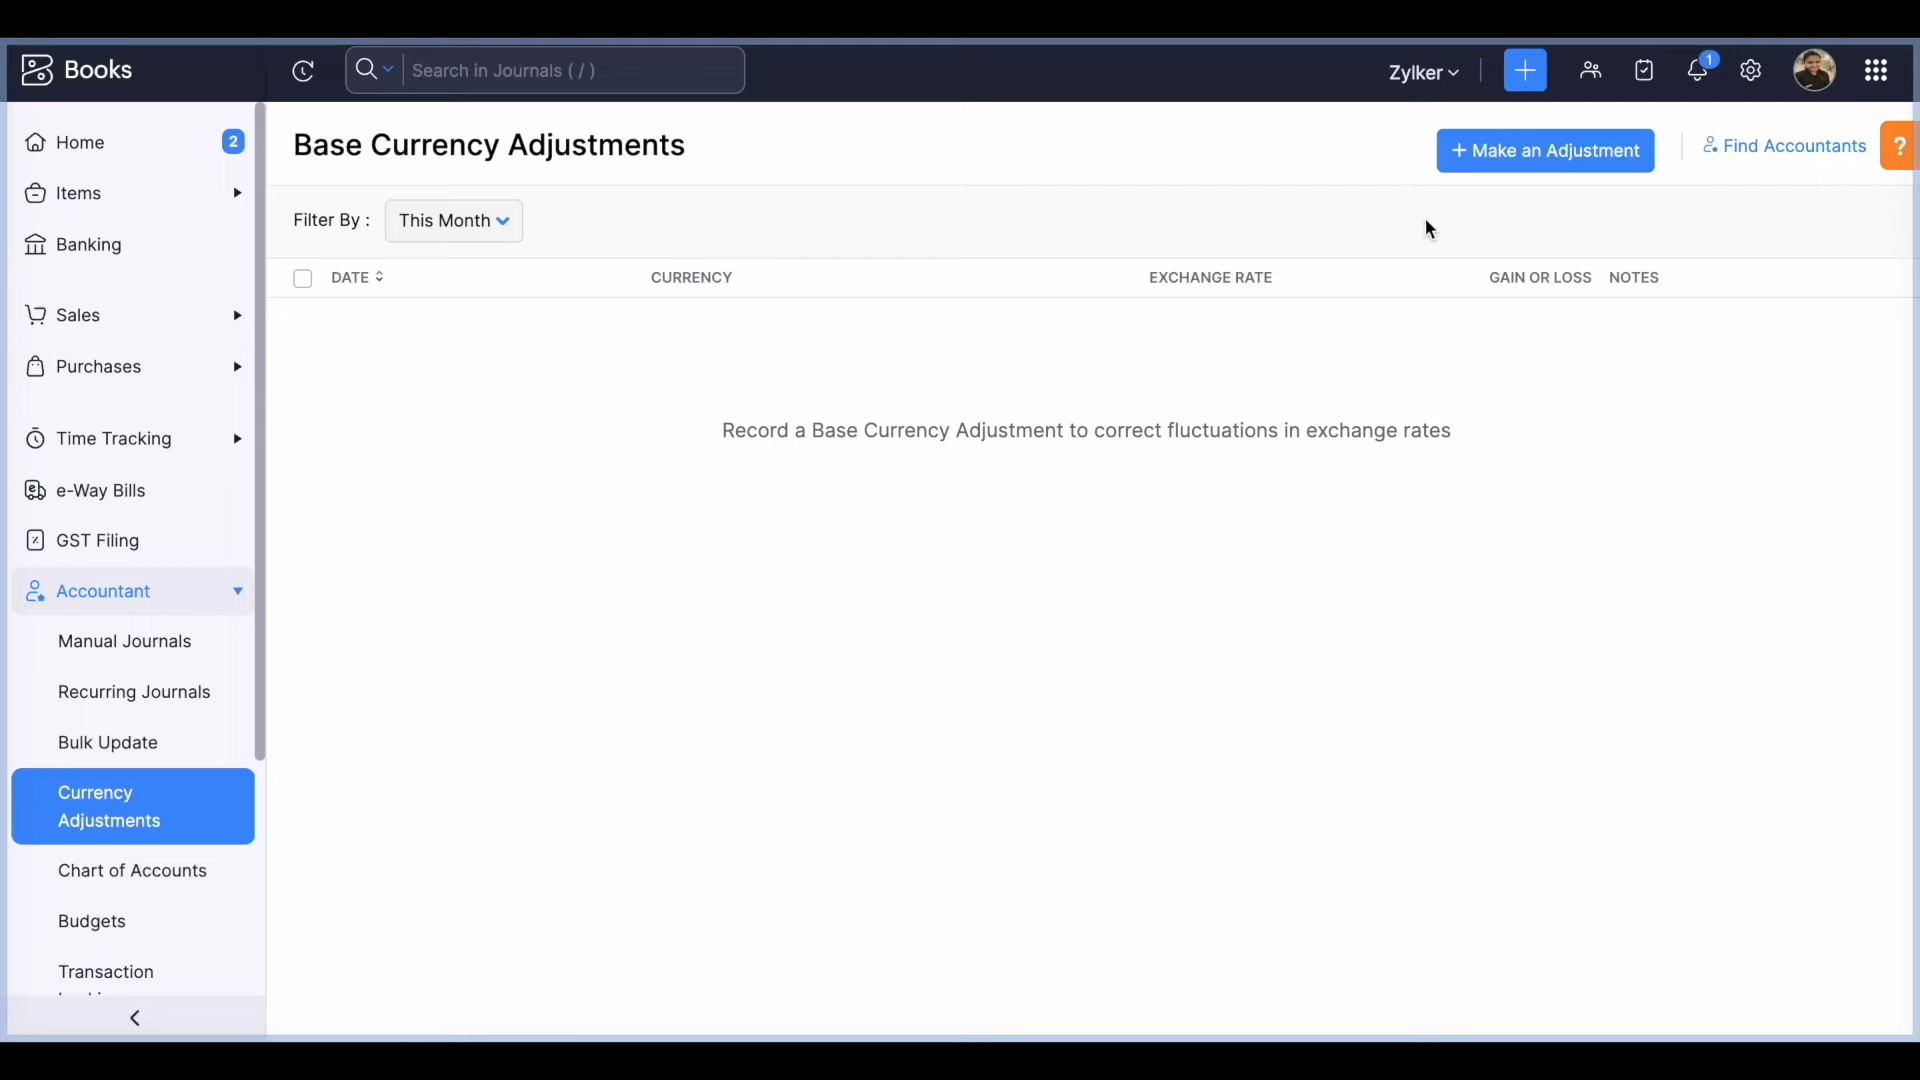 Books
Search in Journals ( / )
Zylker
1
Home
2
Items
Banking
Sales
Purchases
Time Tracking
e-Way Bills
GST Filing
Accountant
Manual Journals
Recurring Journals
Bulk Update
Currency
Adjustments
Chart of Accounts
Budgets
Transaction
Base Currency Adjustments
+ Make an Adjustment
Find Accountants
?
Filter By :
This Month
DATE
CURRENCY
EXCHANGE RATE
GAIN OR LOSS
NOTES
Record a Base Currency Adjustment to correct fluctuations in exchange rates